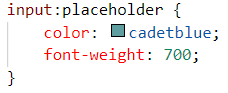 input:placeholder {
color: cadetblue;
font-weight: 700;
}